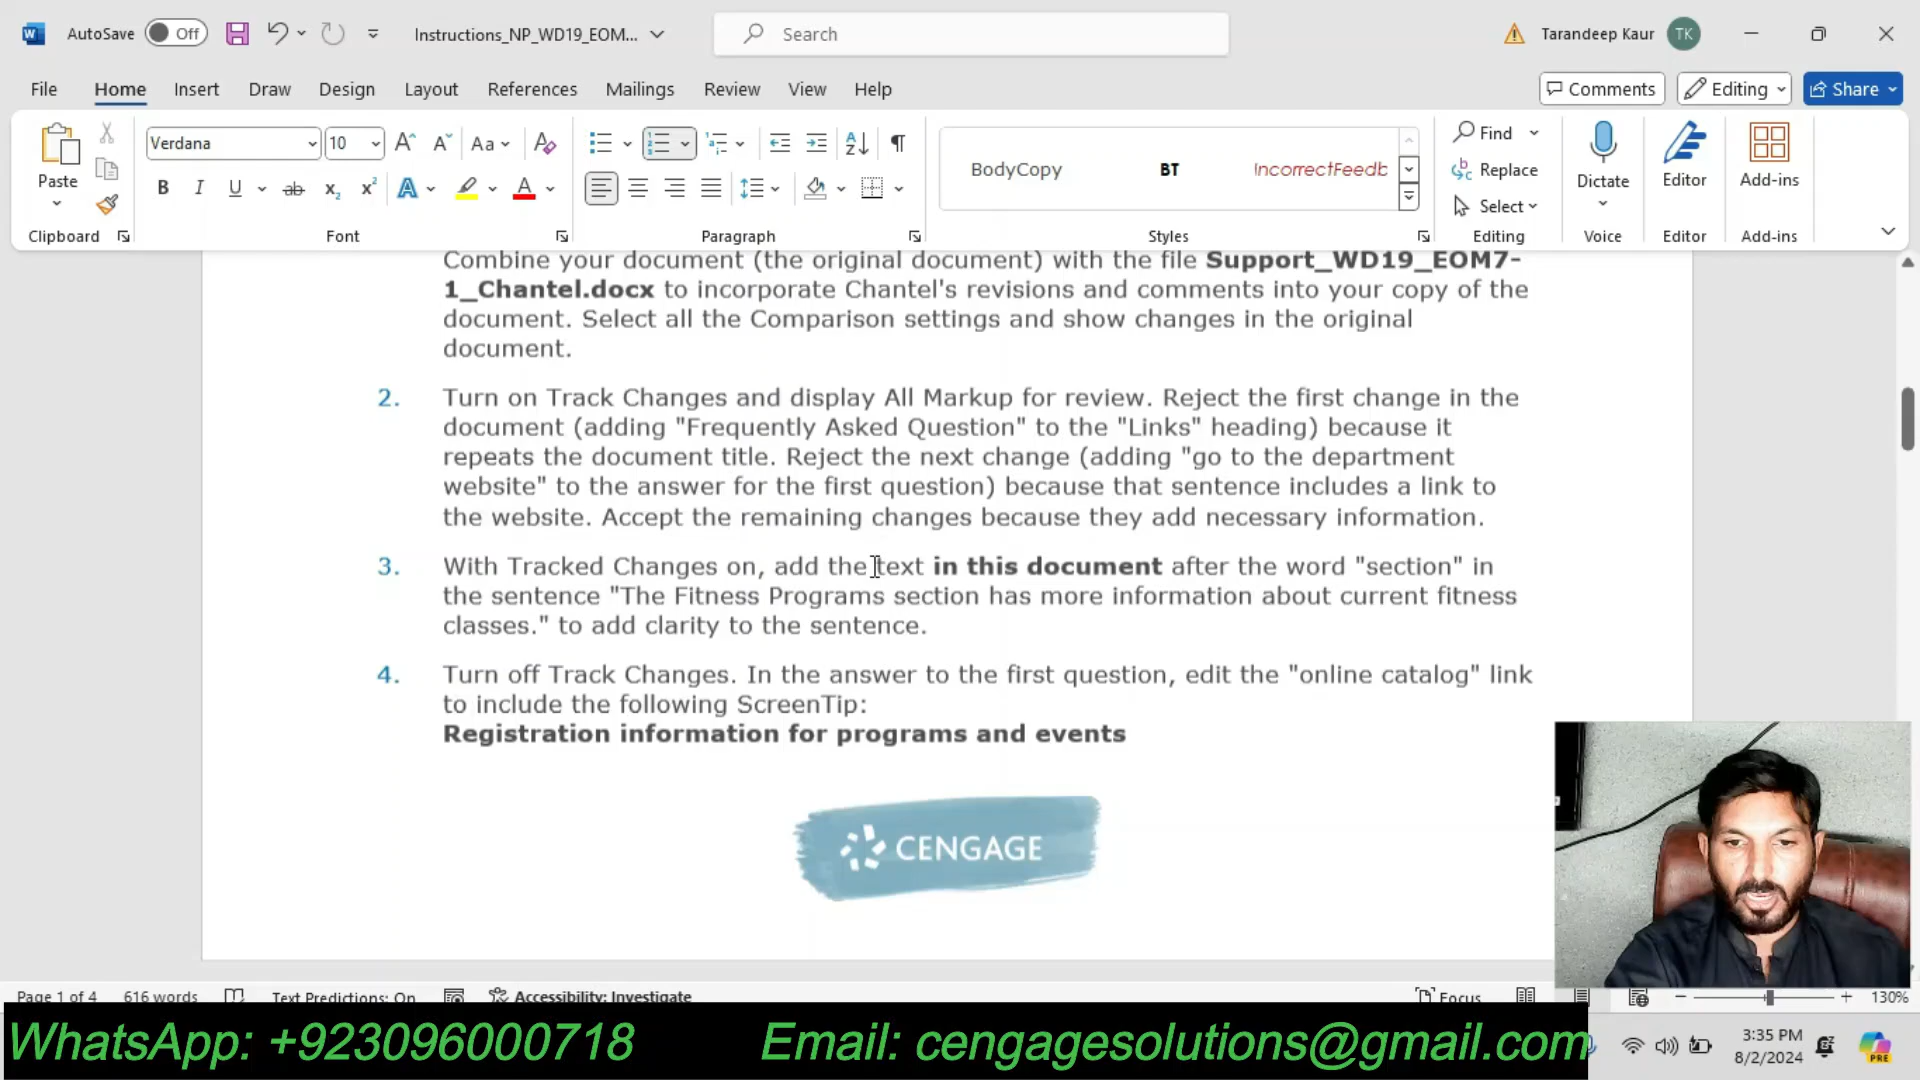 AutoSave Off Instructions_NP_WD19_EOM... Search Tarandeep Kaur TK
File Home Insert Draw Design Layout References Mailings Review View Help Comments Editing Share
Verdana 10 Aa
Paste
B I U ab x₂ x² A A
BodyCopy BT IncorrectFeedb
Find
Replace
Select
Dictate Editor Add-ins
Clipboard Font Paragraph Styles Editing Voice Editor Add-ins
Combine your document (the original document) with the file Support_WD19_EOM7-
1_Chantel.docx to incorporate Chantel's revisions and comments into your copy of the
document. Select all the Comparison settings and show changes in the original
document.
2. Turn on Track Changes and display All Markup for review. Reject the first change in the
document (adding "Frequently Asked Question" to the "Links" heading) because it
repeats the document title. Reject the next change (adding "go to the department
website" to the answer for the first question) because that sentence includes a link to
the website. Accept the remaining changes because they add necessary information.
3. With Tracked Changes on, add the text in this document after the word "section" in
the sentence "The Fitness Programs section has more information about current fitness
classes." to add clarity to the sentence.
4. Turn off Track Changes. In the answer to the first question, edit the "online catalog" link
to include the following ScreenTip:
Registration information for programs and events
CENGAGE
Page 1 of 4 616 words Text Predictions: On Accessibility: Investigate Focus 130%
WhatsApp: +923096000718 Email: cengagesolutions@gmail.com
3:35 PM
8/2/2024
PRE